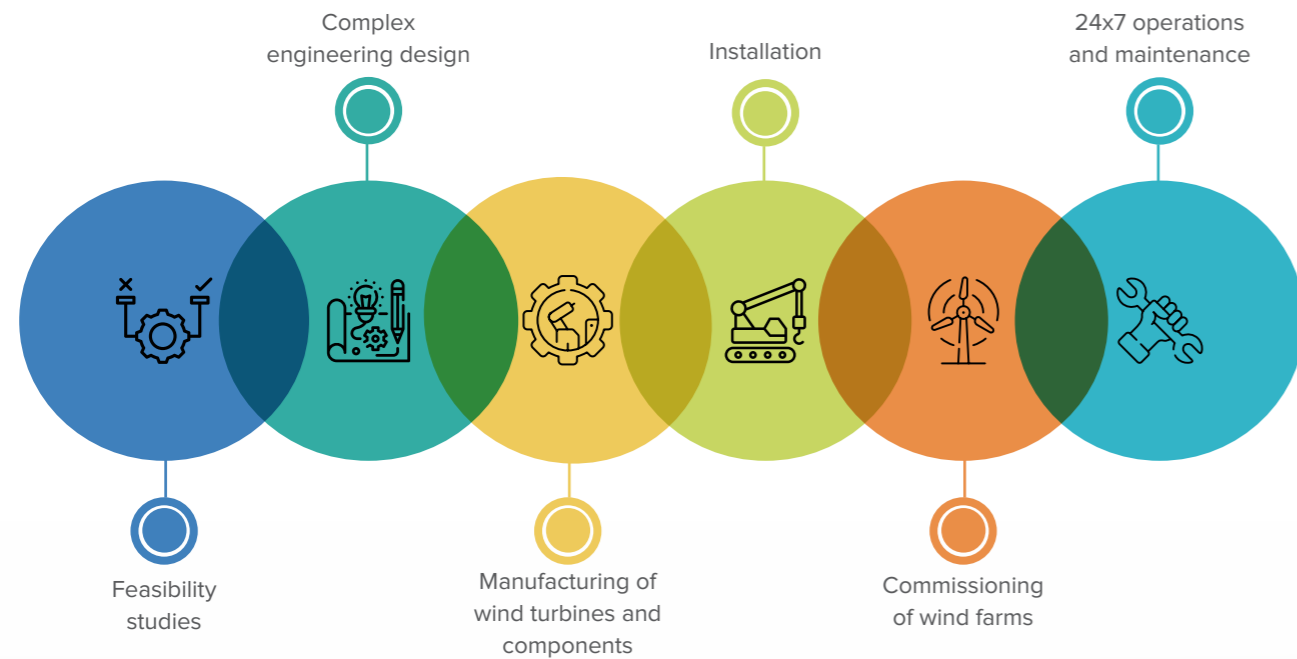 Complex
engineering design
Installation
24x7 operations
and maintenance
Feasibility
studies
Manufacturing of
wind turbines and
components
Commissioning
of wind farms